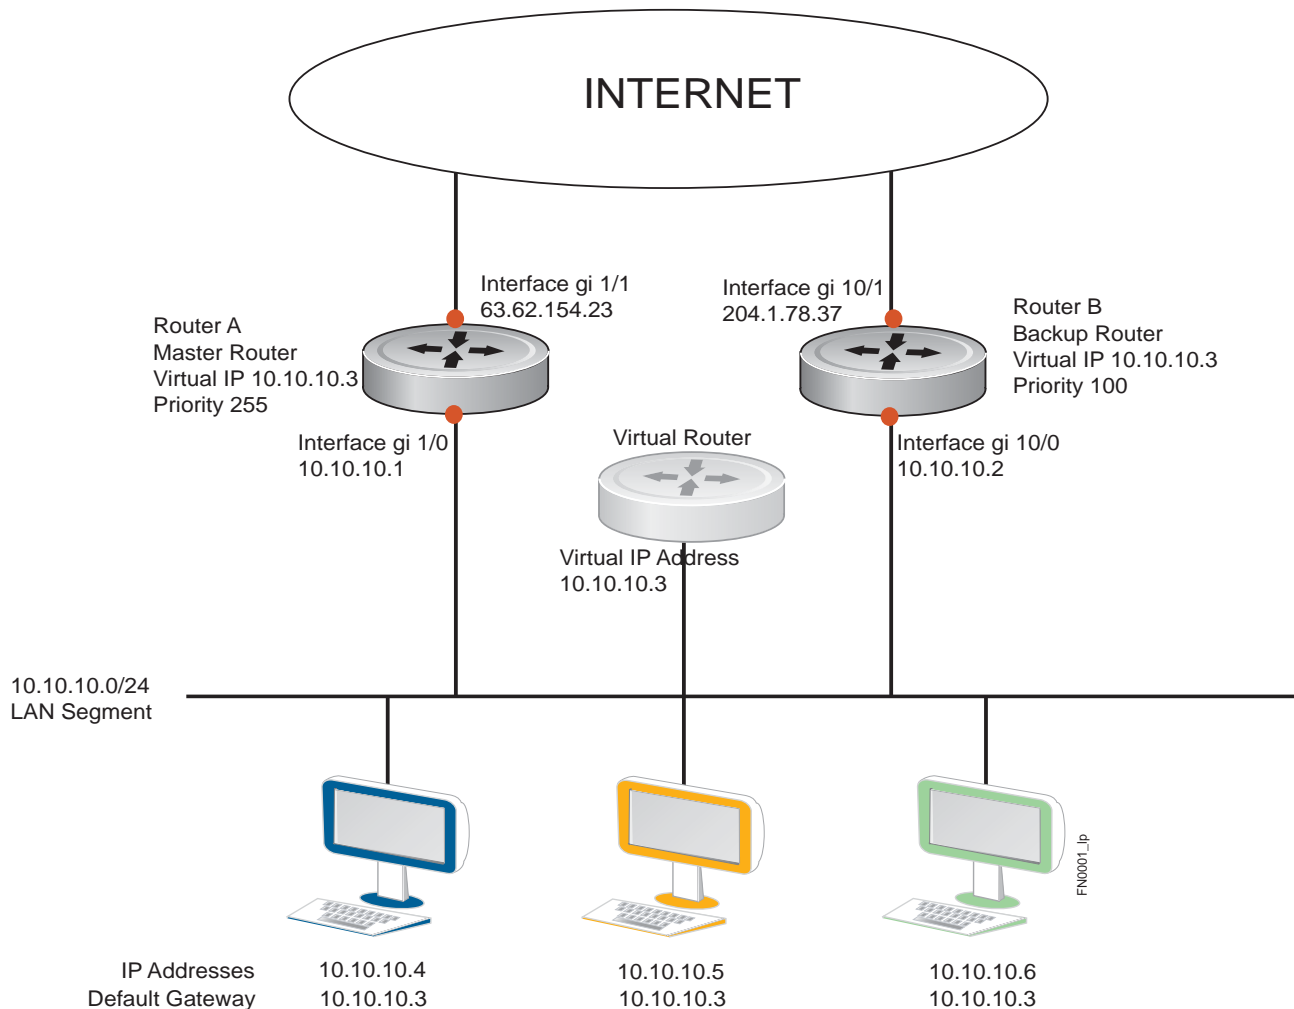 INTERNET
Interface gi 1/1
63.62.154.23
Interface gi 10/1
204.1.78.37
Router A
Master Router
Virtual IP 10.10.10.3
Priority 255
Router B
Backup Router
Virtual IP 10.10.10.3
Priority 100
Interface gi 1/0
10.10.10.1
Virtual Router
Interface gi 10/0
10.10.10.2
Virtual IP Address
10.10.10.3
10.10.10.0/24
LAN Segment
FN0001_lp
IP Addresses 10.10.10.4 10.10.10.5 10.10.10.6
Default Gateway 10.10.10.3 10.10.10.3 10.10.10.3